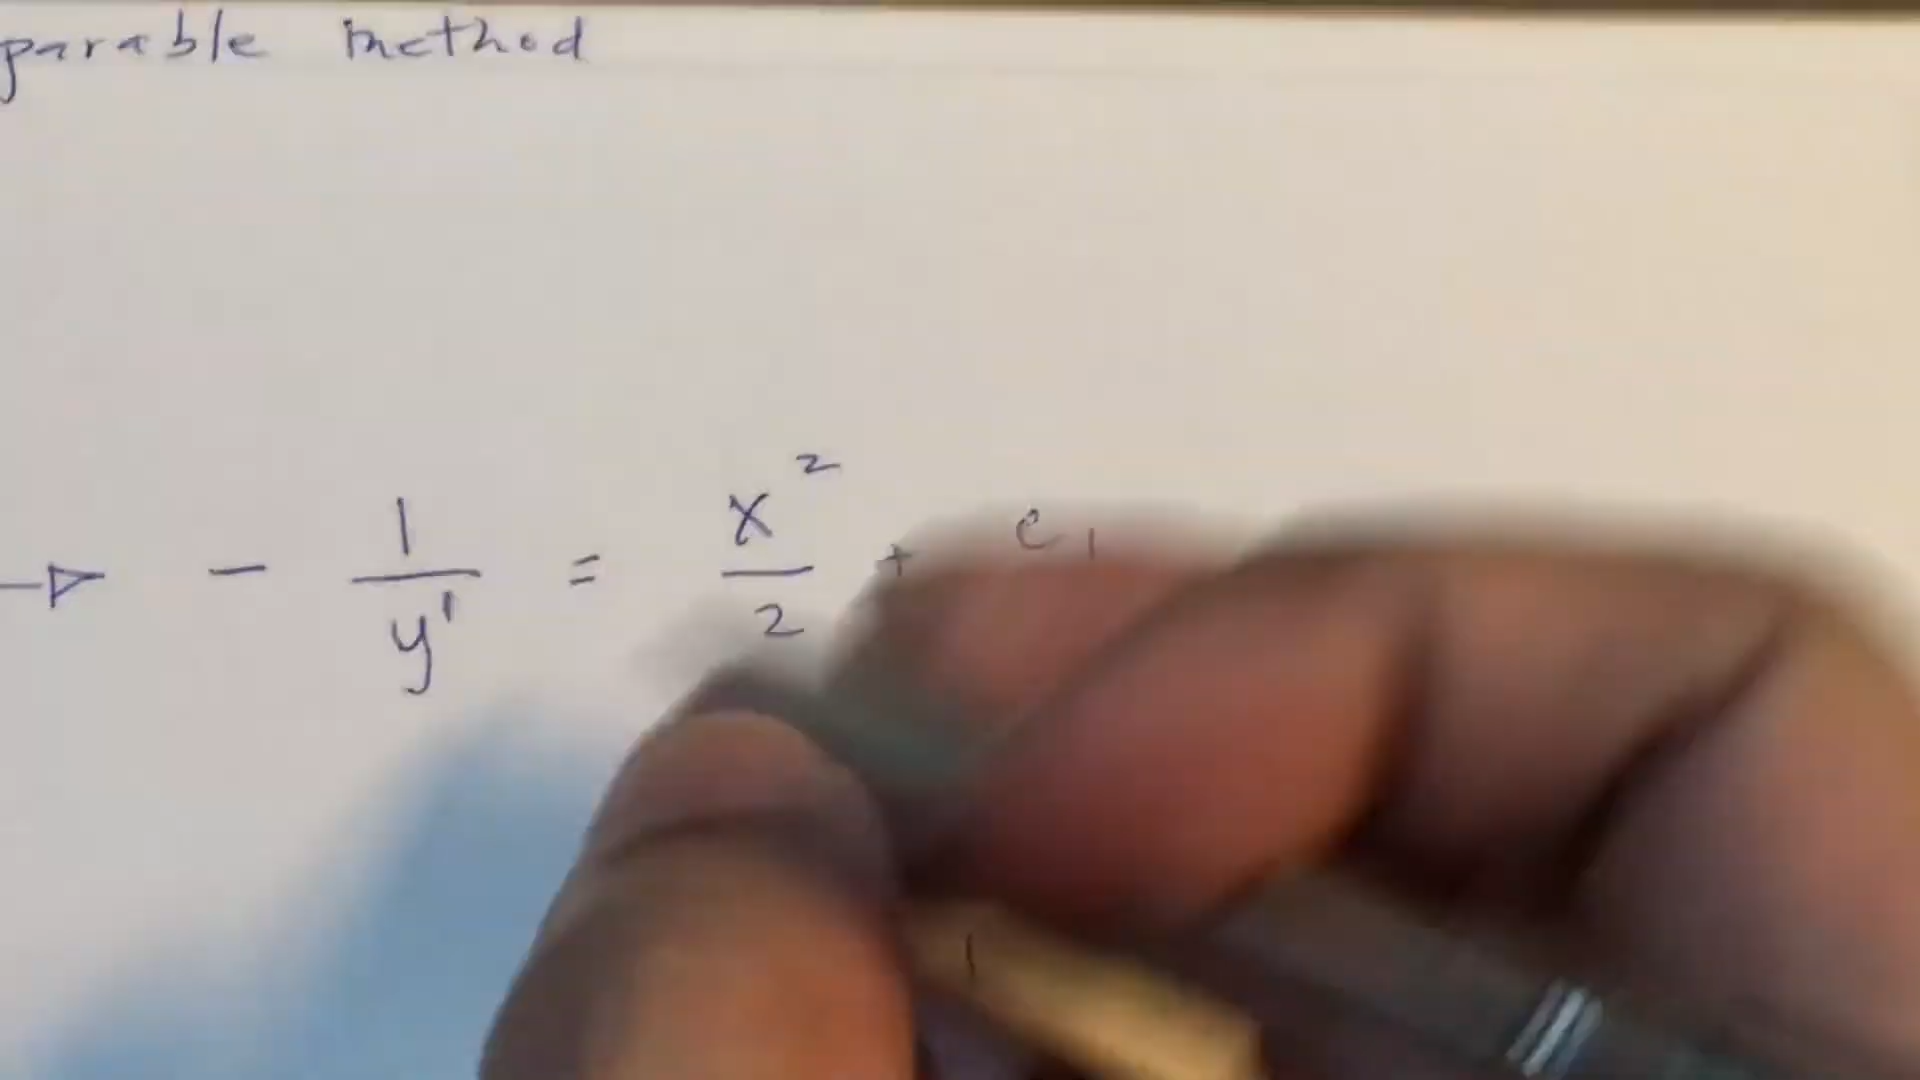 parable method
- 1/y' = x²/2 + c₁